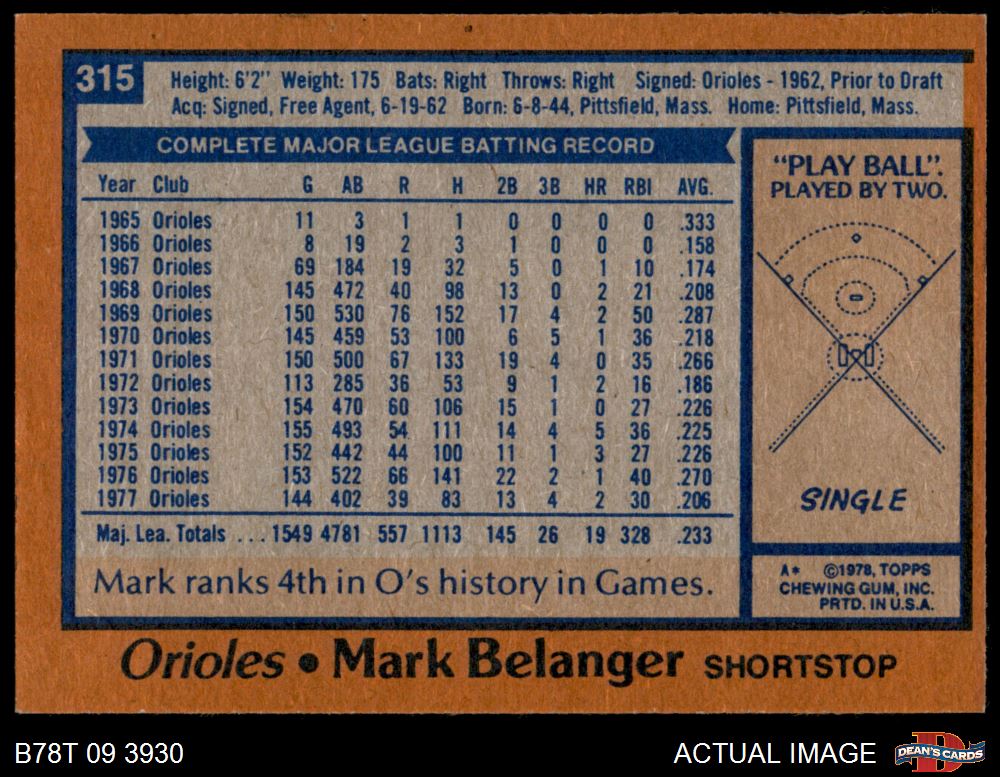 315
Height: 6'2" Weight: 175 Bats: Right Throws: Right Signed: Orioles - 1962, Prior to Draft
Acq: Signed, Free Agent, 6-19-62 Born: 6-8-44, Pittsfield, Mass. Home: Pittsfield, Mass.
COMPLETE MAJOR LEAGUE BATTING RECORD
Year Club G AB R H 2B 3B HR RBI AVG.
1965 Orioles 11 3 1 1 0 0 0 0 .333
1966 Orioles 8 19 2 3 1 0 0 0 .158
1967 Orioles 69 184 19 32 5 0 1 10 .174
1968 Orioles 145 472 40 98 13 0 2 21 .208
1969 Orioles 150 530 76 152 17 4 2 50 .287
1970 Orioles 145 459 53 100 6 5 1 36 .218
1971 Orioles 150 500 67 133 19 4 0 35 .266
1972 Orioles 113 285 36 53 9 1 2 16 .186
1973 Orioles 154 470 60 106 15 1 0 27 .226
1974 Orioles 155 493 54 111 14 4 5 36 .225
1975 Orioles 152 442 44 100 11 1 3 27 .226
1976 Orioles 153 522 66 141 22 2 1 40 .270
1977 Orioles 144 402 39 83 13 4 2 30 .206
Maj. Lea. Totals ... 1549 4781 557 1113 145 26 19 328 .233
Mark ranks 4th in O's history in Games.
"PLAY BALL".
PLAYED BY TWO.
SINGLE
A* ©1978, TOPPS
CHEWING GUM, INC.
PRTD. IN U.S.A.
Orioles • Mark Belanger SHORTSTOP
B78T 09 3930
ACTUAL IMAGE
D
DEAN'S CARDS